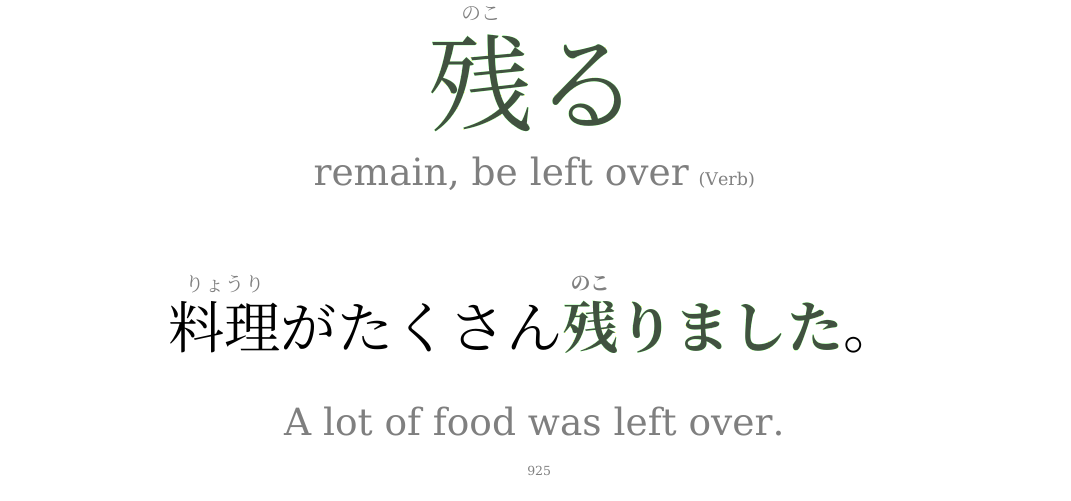 のこ
残る
remain, be left over (Verb)
りょうり のこ
料理がたくさん残りました。
A lot of food was left over.
925